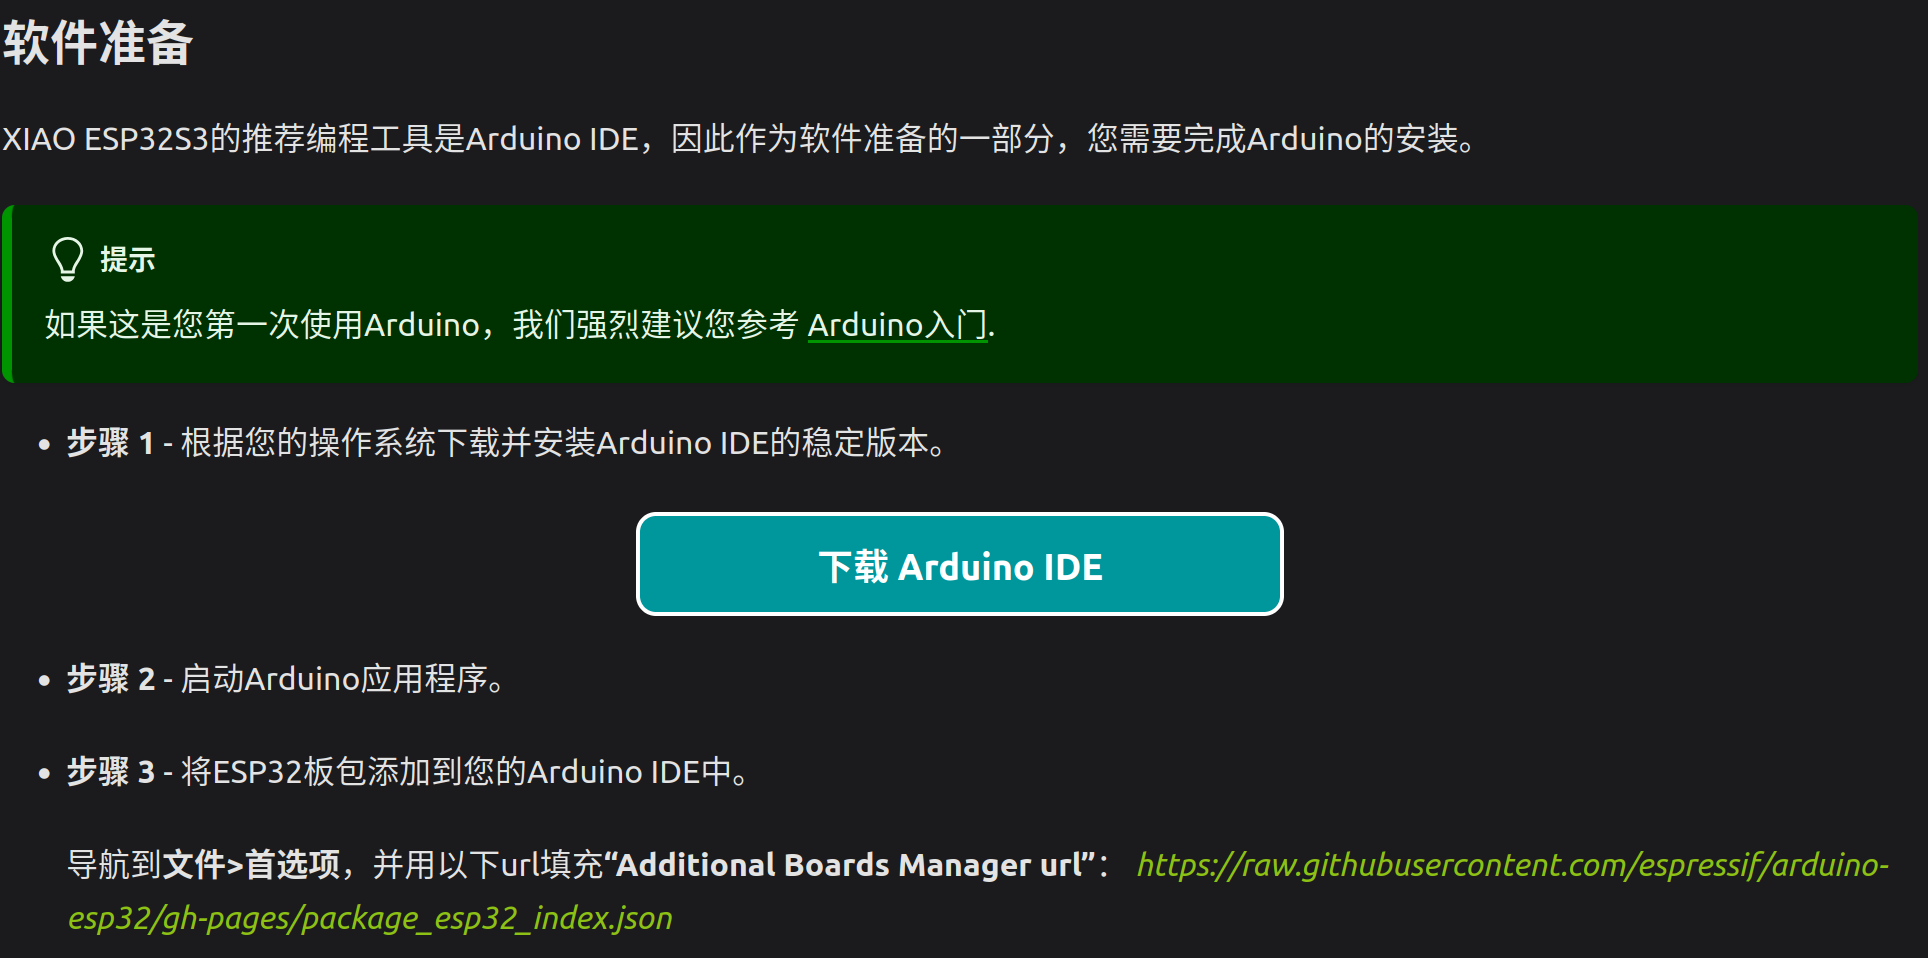 软件准备
XIAO ESP32S3的推荐编程工具是Arduino IDE，因此作为软件准备的一部分，您需要完成Arduino的安装。
提示
如果这是您第一次使用Arduino，我们强烈建议您参考 Arduino入门.
• 步骤 1 - 根据您的操作系统下载并安装Arduino IDE的稳定版本。
下载 Arduino IDE
• 步骤 2 - 启动Arduino应用程序。
• 步骤 3 - 将ESP32板包添加到您的Arduino IDE中。
导航到文件>首选项，并用以下url填充“Additional Boards Manager url”： https://raw.githubusercontent.com/espressif/arduino-
esp32/gh-pages/package_esp32_index.json